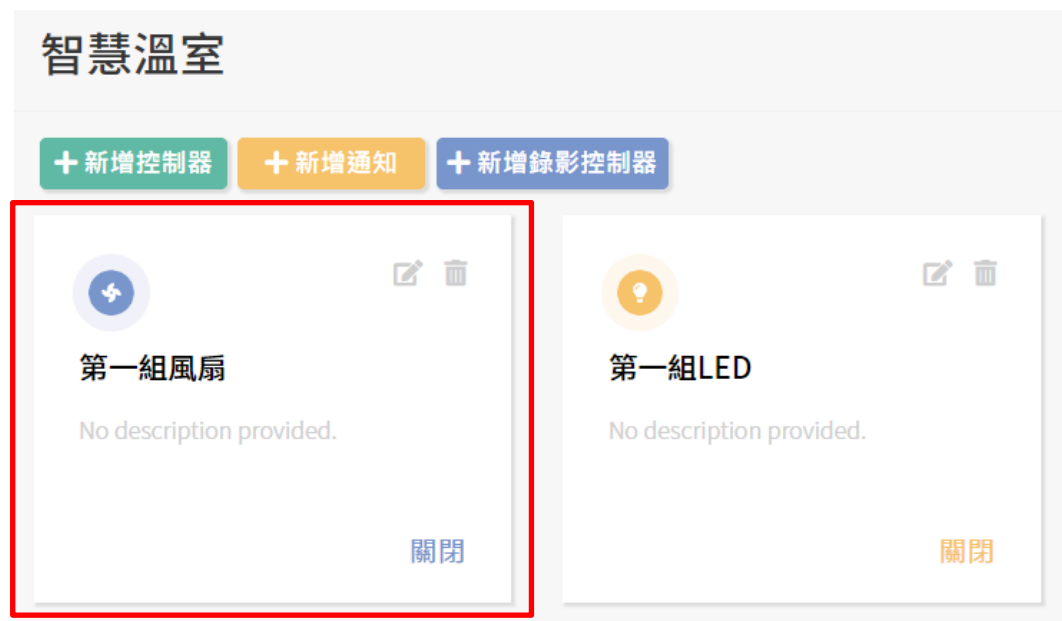 智慧溫室
新增控制器 新增通知 新增錄影控制器
第一組風扇
No description provided.
關閉
第一組LED
No description provided.
關閉